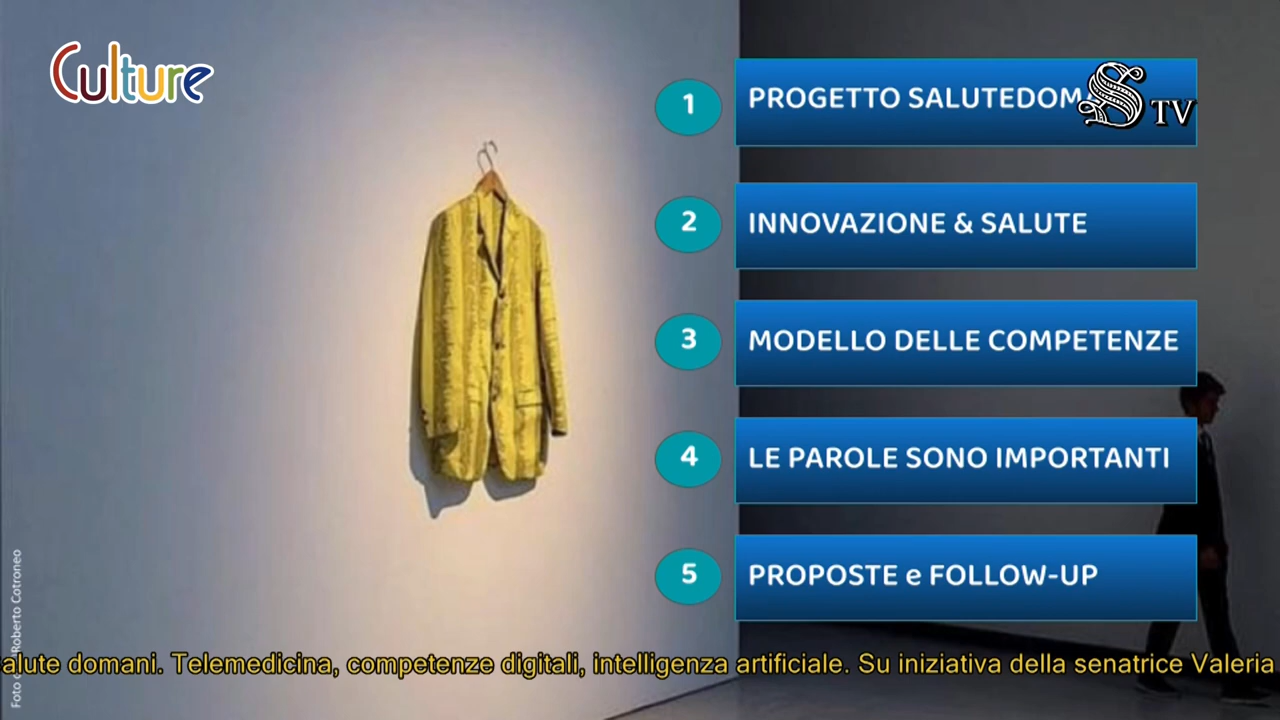 Culture
1
PROGETTO SALUTEDOM
S TV
2
INNOVAZIONE & SALUTE
3
MODELLO DELLE COMPETENZE
4
LE PAROLE SONO IMPORTANTI
5
PROPOSTE e FOLLOW-UP
Foto Roberto Cotroneo
alute domani. Telemedicina, competenze digitali, intelligenza artificiale. Su iniziativa della senatrice Valeria